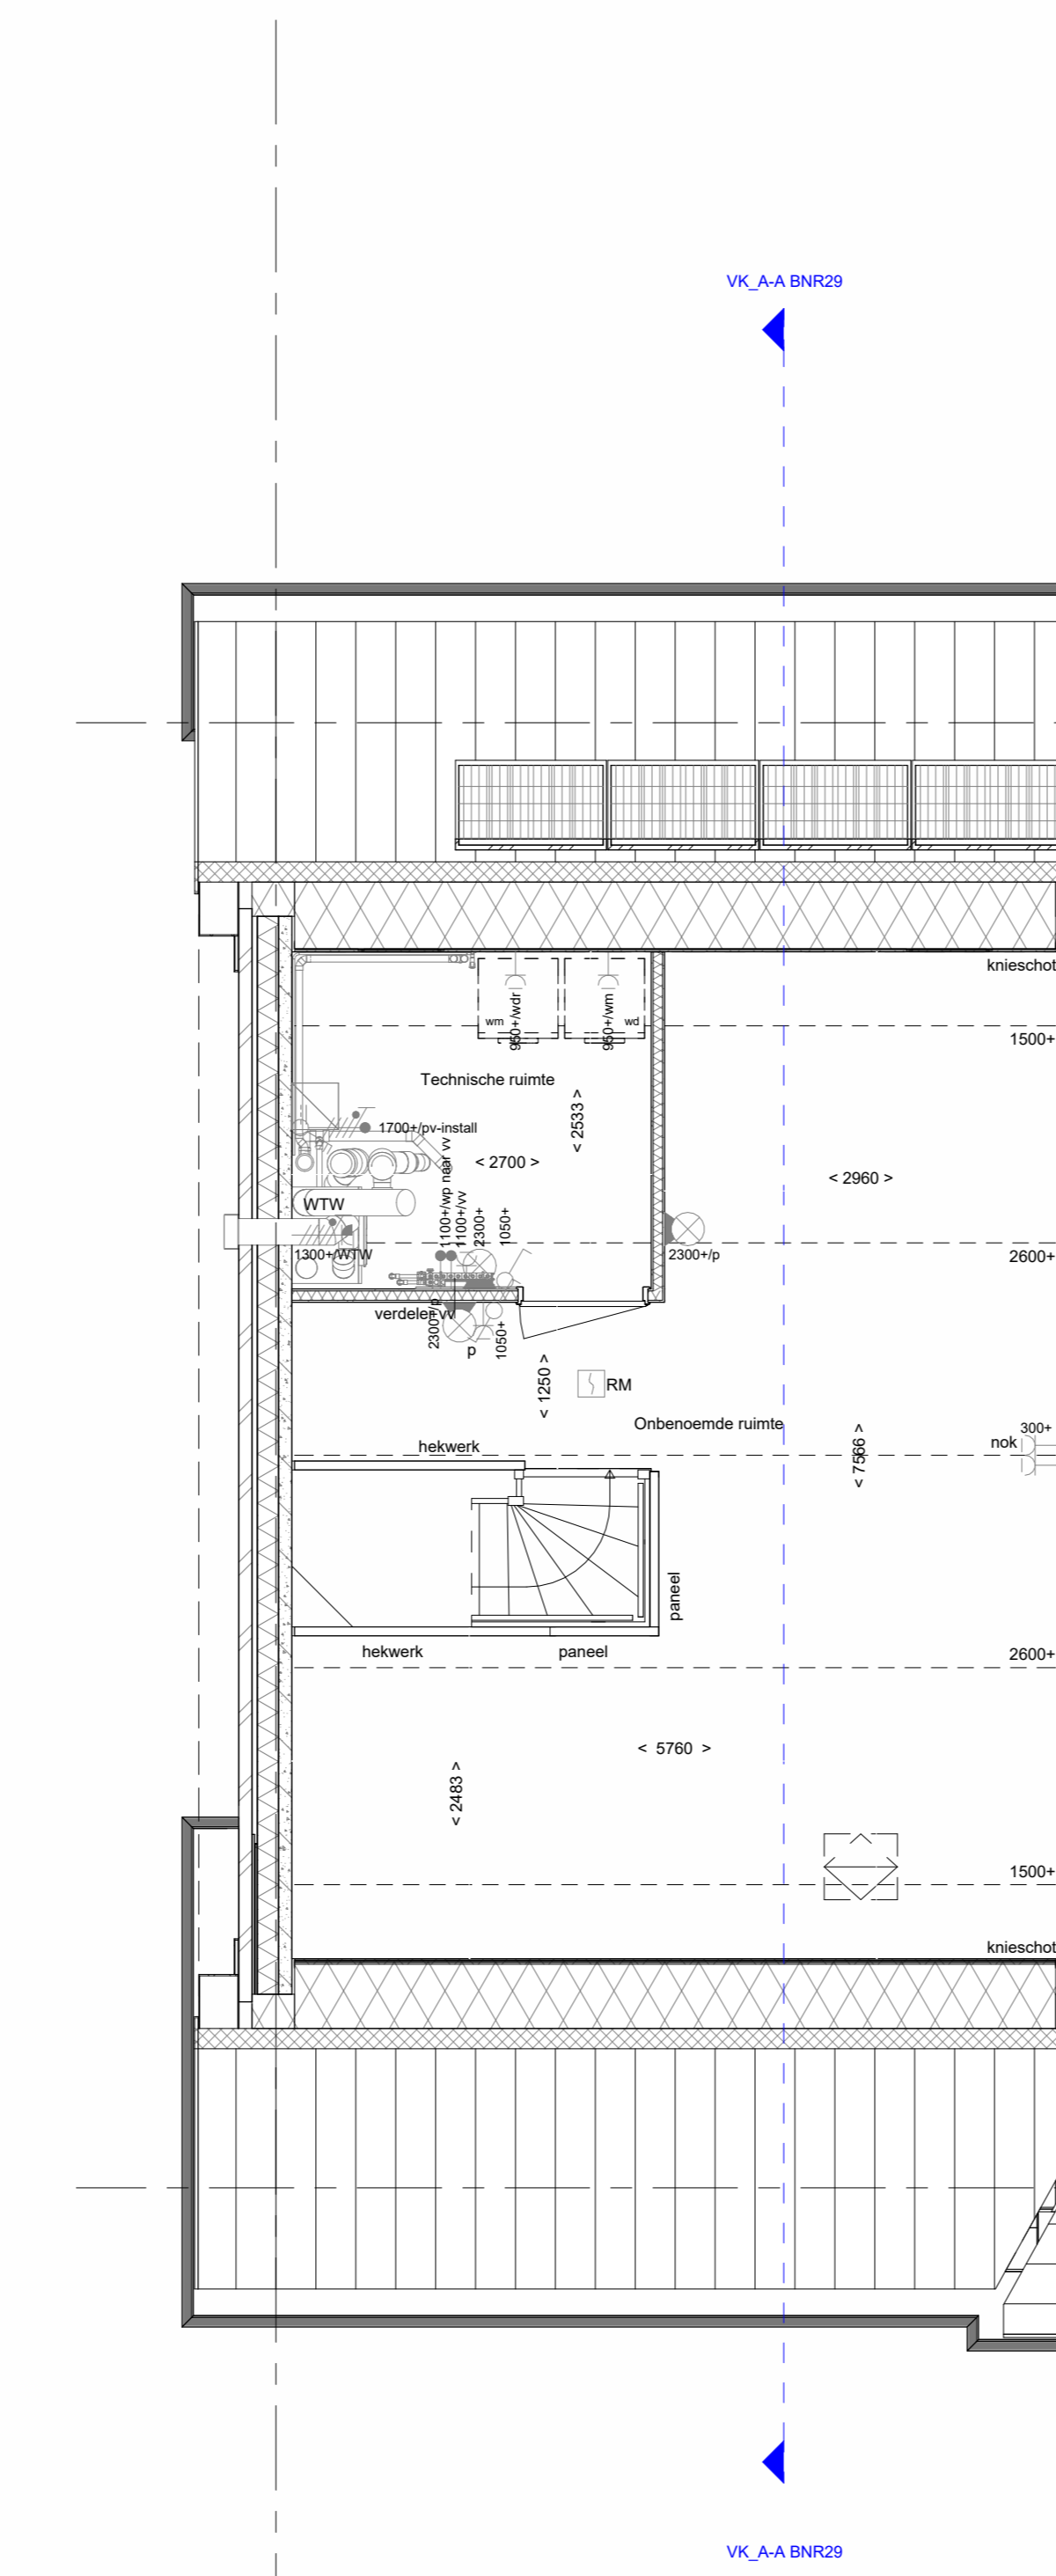 VK_A-A BNR29
knieschot
wm
950+/wdr
950+/wm
wd
1500+
Technische ruimte
< 2533 >
1700+/pv-install
< 2700 >
< 2960 >
1100+/wp naar vv
1100+/vv
2300+
1050+
WTW
1300+/WTW
2300+/p
2600+
verdeler vv
2300+/p
p
1050+
< 1250 >
RM
Onbenoemde ruimte
300+
nok
< 7566 >
hekwerk
paneel
hekwerk
paneel
2600+
< 5760 >
< 2483 >
1500+
knieschot
VK_A-A BNR29